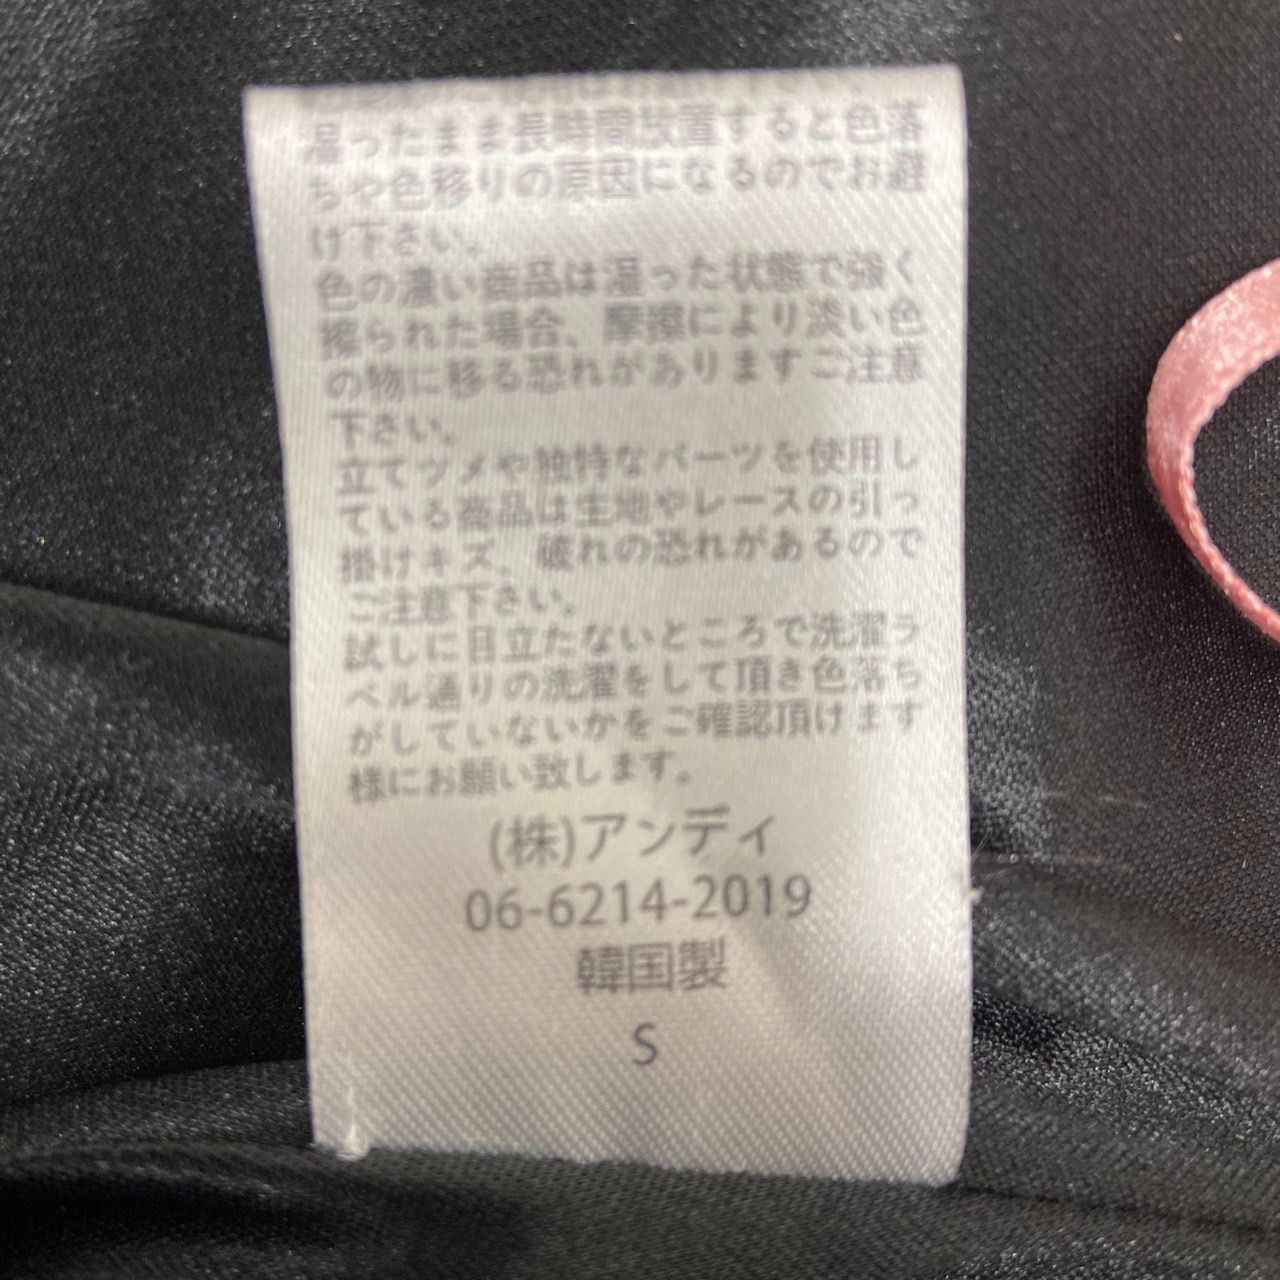 湿ったまま長時間放置すると色落
ちや色移りの原因になるのでお避
け下さい。
色の濃い商品は湿った状態で強く
擦られた場合、摩擦により淡い色
の物に移る恐れがありますご注意
下さい。
立てヅメや独特なパーツを使用し
ている商品は生地やレースの引っ
掛けキズ、破れの恐れがあるので
ご注意下さい。
試しに目立たないところで洗濯ラ
ベル通りの洗濯をして頂き色落ち
がしていないかをご確認頂けます
様にお願い致します。
(株)アンディ
06-6214-2019
韓国製
S